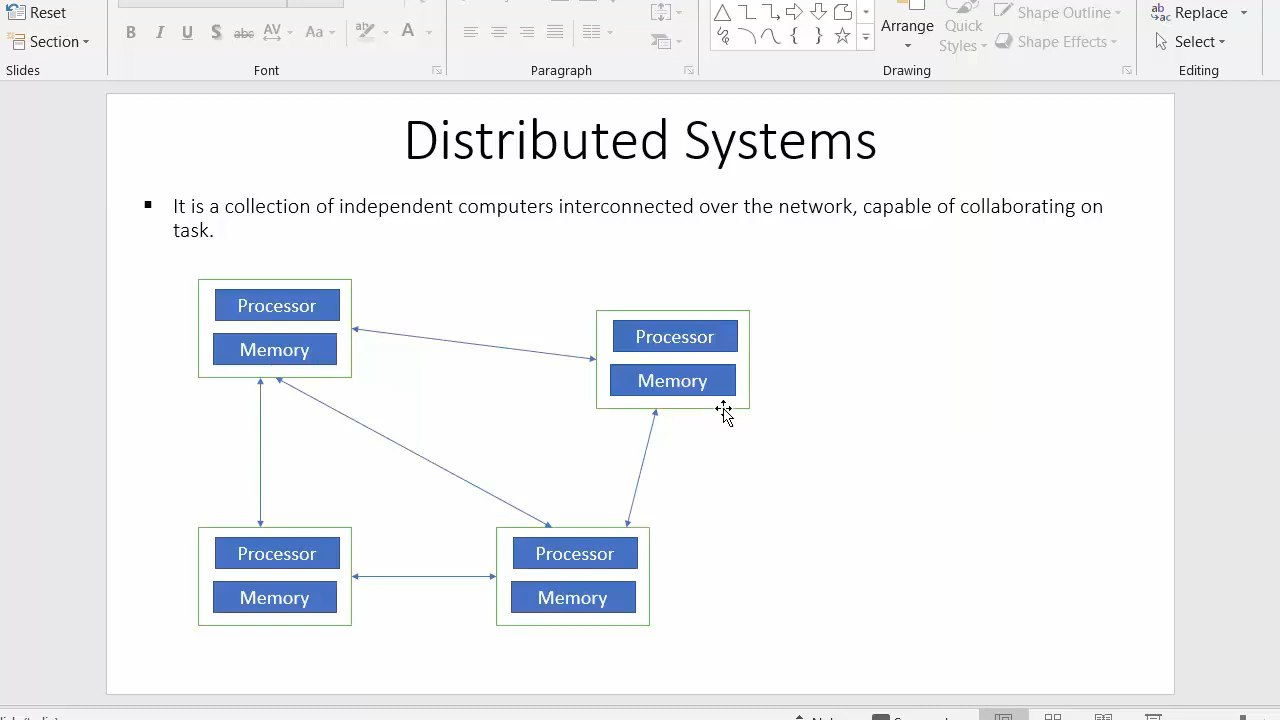 Reset
Section
Slides
B I U S abc AV Aa A
Font
Paragraph
Arrange
Quick Styles
Drawing
Shape Outline
Shape Effects
Replace
Select
Editing
Distributed Systems
It is a collection of independent computers interconnected over the network, capable of collaborating on
task.
Processor
Memory
Processor
Memory
Processor
Memory
Processor
Memory